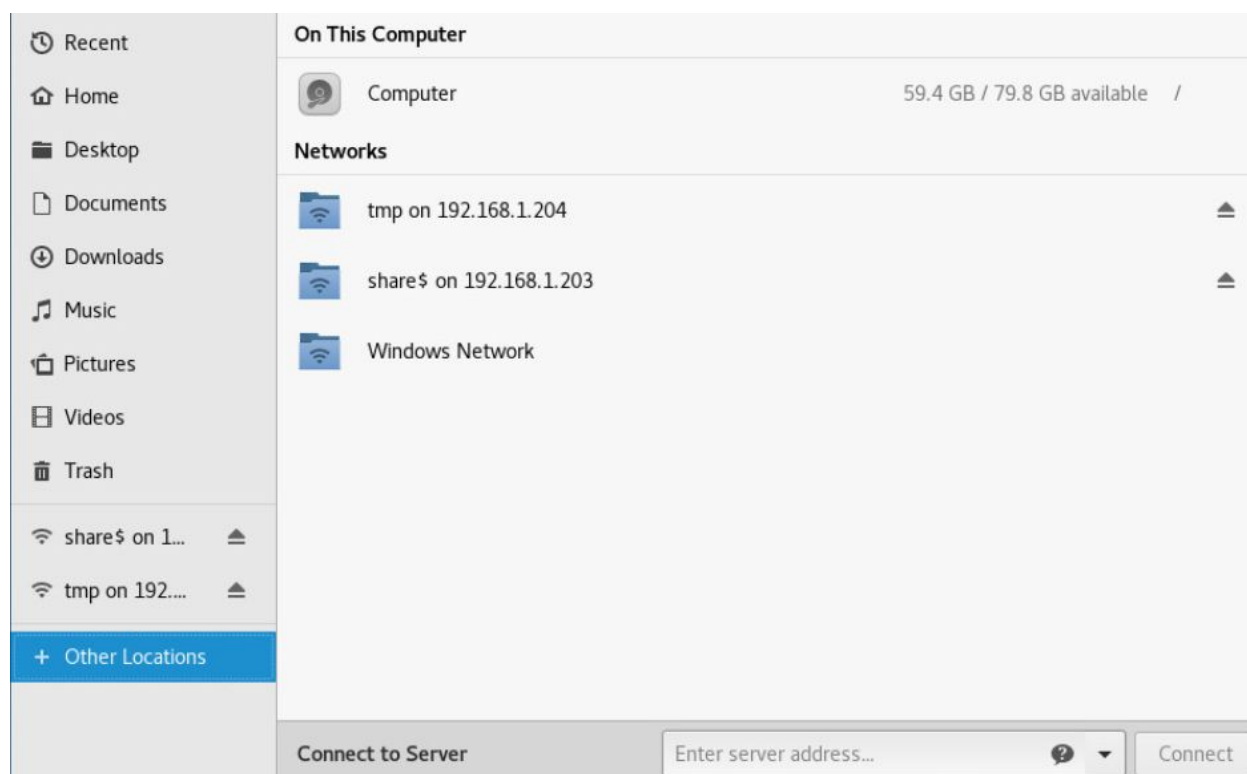 Recent
Home
Desktop
Documents
Downloads
Music
Pictures
Videos
Trash
share$ on 1...
tmp on 192....
+ Other Locations
On This Computer
Computer 59.4 GB / 79.8 GB available /
Networks
tmp on 192.168.1.204
share$ on 192.168.1.203
Windows Network
Connect to Server Enter server address... Connect